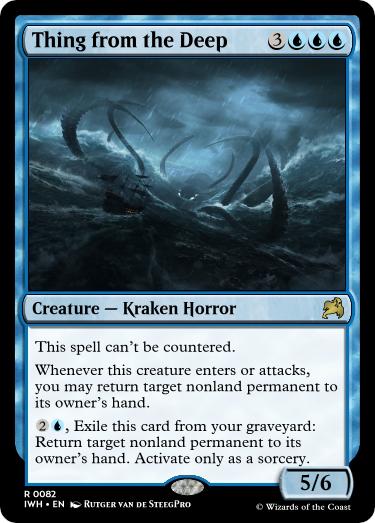 Thing from the Deep 3
Creature — Kraken Horror
This spell can't be countered.
Whenever this creature enters or attacks,
you may return target nonland permanent to
its owner's hand.
2, Exile this card from your graveyard:
Return target nonland permanent to its
owner's hand. Activate only as a sorcery.
5/6
R 0082
IWH • EN Rutger van de SteegPro
© Wizards of the Coast